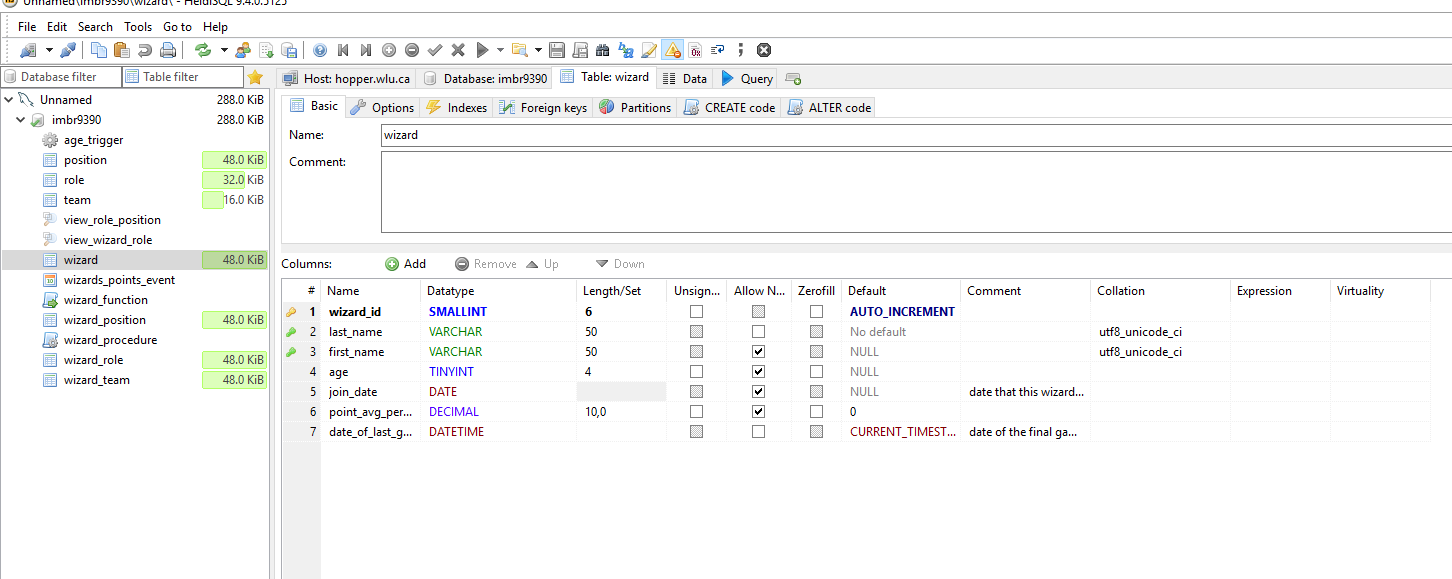 Unnamed\imbr9390\wizard\ - HeidiSQL 9.4.0.5125
File Edit Search Tools Go to Help
Database filter Table filter
Host: hopper.wlu.ca Database: imbr9390 Table: wizard Data Query
Unnamed 288.0 KiB
imbr9390 288.0 KiB
age_trigger
position 48.0 KiB
role 32.0 KiB
team 16.0 KiB
view_role_position
view_wizard_role
wizard 48.0 KiB
wizards_points_event
wizard_function
wizard_position 48.0 KiB
wizard_procedure
wizard_role 48.0 KiB
wizard_team 48.0 KiB
Basic Options Indexes Foreign keys Partitions CREATE code ALTER code
Name: wizard
Comment:
Columns: Add Remove Up Down
# Name Datatype Length/Set Unsign... Allow N... Zerofill Default Comment Collation Expression Virtuality
1 wizard_id SMALLINT 6 AUTO_INCREMENT
2 last_name VARCHAR 50 No default utf8_unicode_ci
3 first_name VARCHAR 50 NULL utf8_unicode_ci
4 age TINYINT 4 NULL
5 join_date DATE NULL date that this wizard...
6 point_avg_per... DECIMAL 10,0 0
7 date_of_last_g... DATETIME CURRENT_TIMEST... date of the final ga...